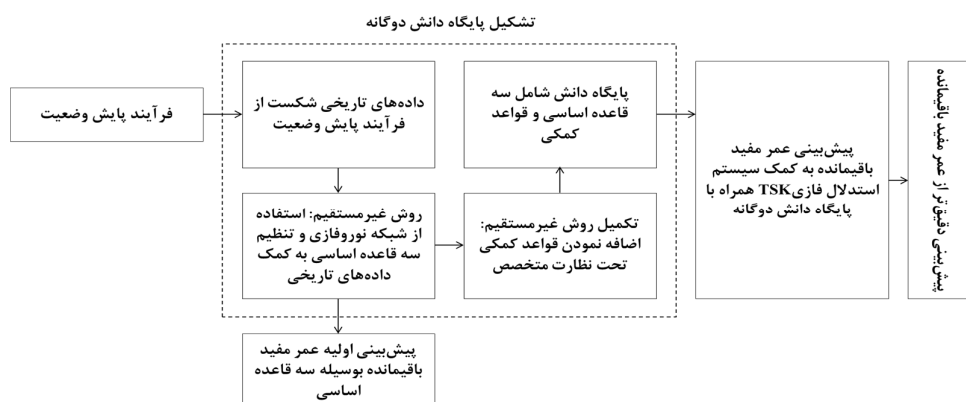 تشکیل پایگاه دانش دوگانه
فرآیند پایش وضعیت
داده‌های تاریخی شکست از
فرآیند پایش وضعیت
روش غیرمستقیم: استفاده
از شبکه نوروفازی و تنظیم
سه قاعده اساسی به کمک
داده‌های تاریخی
پیش‌بینی اولیه عمر مفید
باقیمانده بوسیله سه قاعده
اساسی
تکمیل روش غیرمستقیم:
اضافه نمودن قواعد کمکی
تحت نظارت متخصص
پایگاه دانش شامل سه
قاعده اساسی و قواعد
کمکی
پیش‌بینی عمر مفید
باقیمانده به کمک سیستم
استدلال فازیTSK همراه با
پایگاه دانش دوگانه
پیش‌بینی دقیق‌تر از عمر مفید باقیمانده